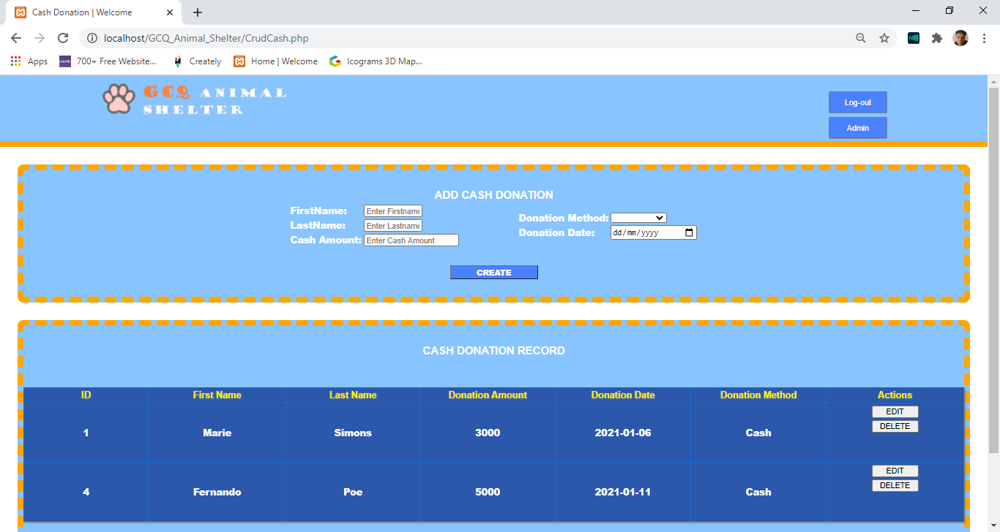 Cash Donation | Welcome
localhost/GCQ_Animal_Shelter/CrudCash.php
Apps 700+ Free Website... Creately Home | Welcome Icograms 3D Map...
GCQ ANIMAL
SHELTER
Log-out
Admin
ADD CASH DONATION
FirstName: Enter Firstname
LastName: Enter Lastname
Cash Amount: Enter Cash Amount
Donation Method:
Donation Date: dd/mm/yyyy
CREATE
CASH DONATION RECORD
ID First Name Last Name Donation Amount Donation Date Donation Method Actions
1 Marie Simons 3000 2021-01-06 Cash EDIT
DELETE
4 Fernando Poe 5000 2021-01-11 Cash EDIT
DELETE